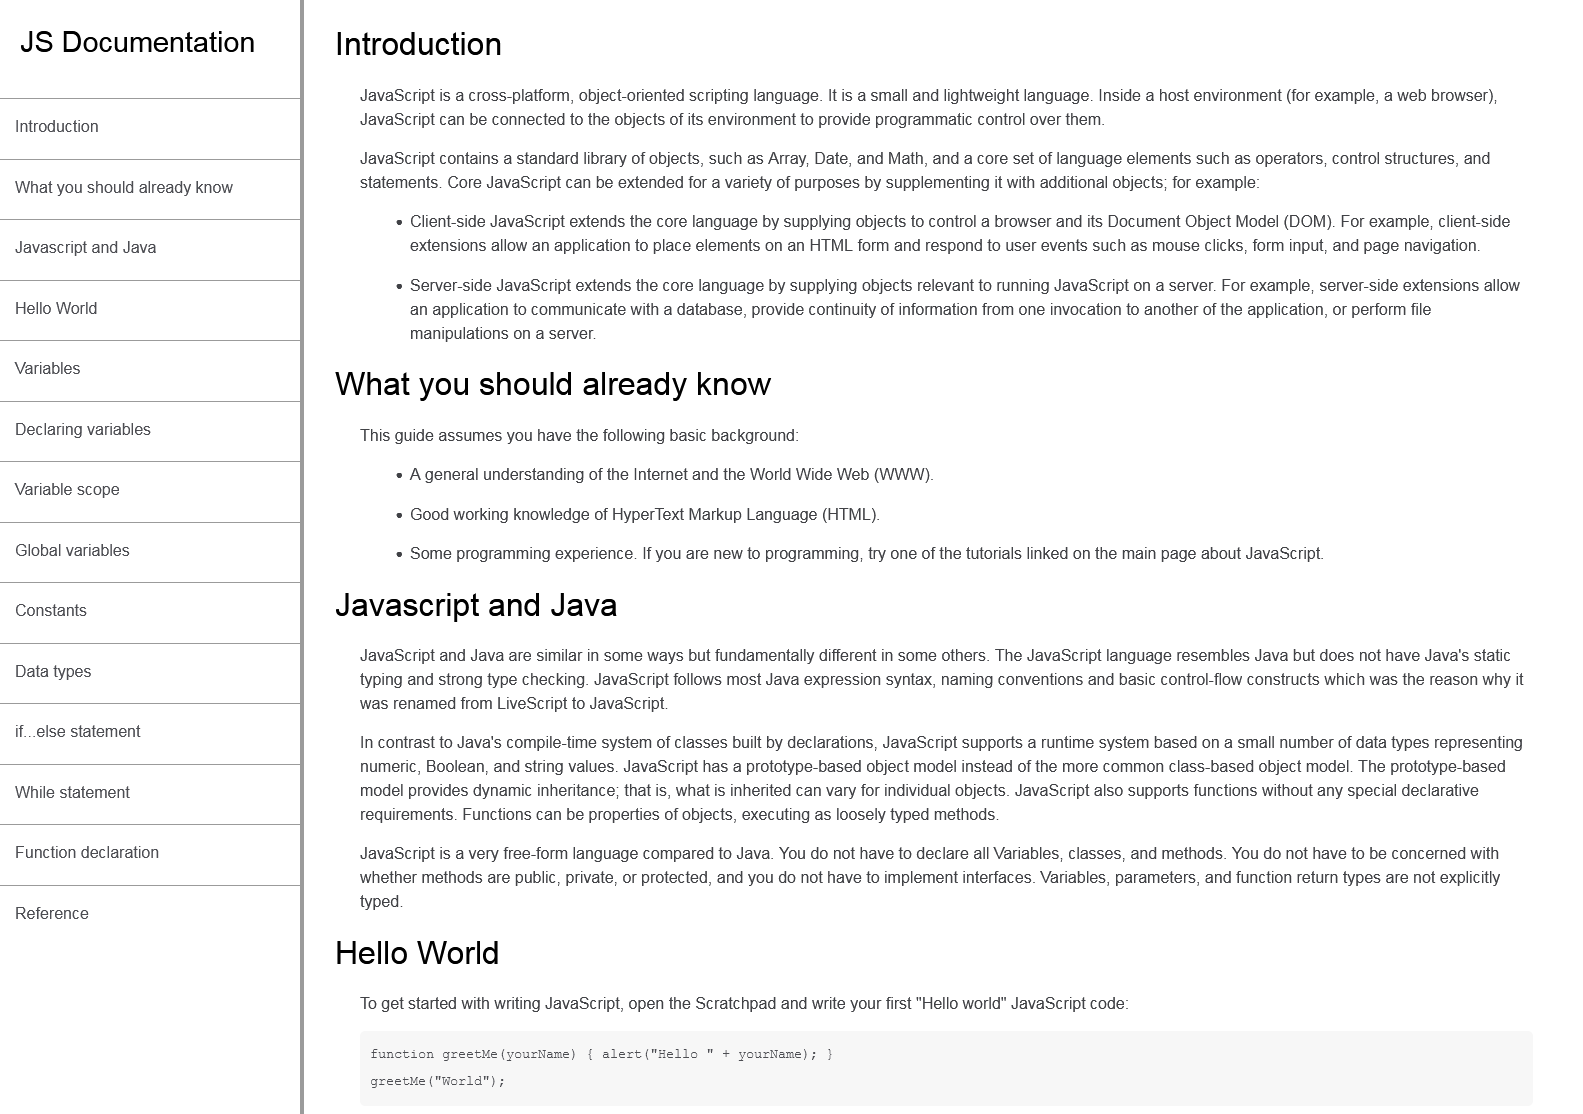 JS Documentation
Introduction
What you should already know
Javascript and Java
Hello World
Variables
Declaring variables
Variable scope
Global variables
Constants
Data types
if...else statement
While statement
Function declaration
Reference
Introduction
JavaScript is a cross-platform, object-oriented scripting language. It is a small and lightweight language. Inside a host environment (for example, a web browser),
JavaScript can be connected to the objects of its environment to provide programmatic control over them.
JavaScript contains a standard library of objects, such as Array, Date, and Math, and a core set of language elements such as operators, control structures, and
statements. Core JavaScript can be extended for a variety of purposes by supplementing it with additional objects; for example:
• Client-side JavaScript extends the core language by supplying objects to control a browser and its Document Object Model (DOM). For example, client-side
extensions allow an application to place elements on an HTML form and respond to user events such as mouse clicks, form input, and page navigation.
• Server-side JavaScript extends the core language by supplying objects relevant to running JavaScript on a server. For example, server-side extensions allow
an application to communicate with a database, provide continuity of information from one invocation to another of the application, or perform file
manipulations on a server.
What you should already know
This guide assumes you have the following basic background:
• A general understanding of the Internet and the World Wide Web (WWW).
• Good working knowledge of HyperText Markup Language (HTML).
• Some programming experience. If you are new to programming, try one of the tutorials linked on the main page about JavaScript.
Javascript and Java
JavaScript and Java are similar in some ways but fundamentally different in some others. The JavaScript language resembles Java but does not have Java's static
typing and strong type checking. JavaScript follows most Java expression syntax, naming conventions and basic control-flow constructs which was the reason why it
was renamed from LiveScript to JavaScript.
In contrast to Java's compile-time system of classes built by declarations, JavaScript supports a runtime system based on a small number of data types representing
numeric, Boolean, and string values. JavaScript has a prototype-based object model instead of the more common class-based object model. The prototype-based
model provides dynamic inheritance; that is, what is inherited can vary for individual objects. JavaScript also supports functions without any special declarative
requirements. Functions can be properties of objects, executing as loosely typed methods.
JavaScript is a very free-form language compared to Java. You do not have to declare all Variables, classes, and methods. You do not have to be concerned with
whether methods are public, private, or protected, and you do not have to implement interfaces. Variables, parameters, and function return types are not explicitly
typed.
Hello World
To get started with writing JavaScript, open the Scratchpad and write your first "Hello world" JavaScript code:
function greetMe(yourName) { alert("Hello " + yourName); }
greetMe("World");